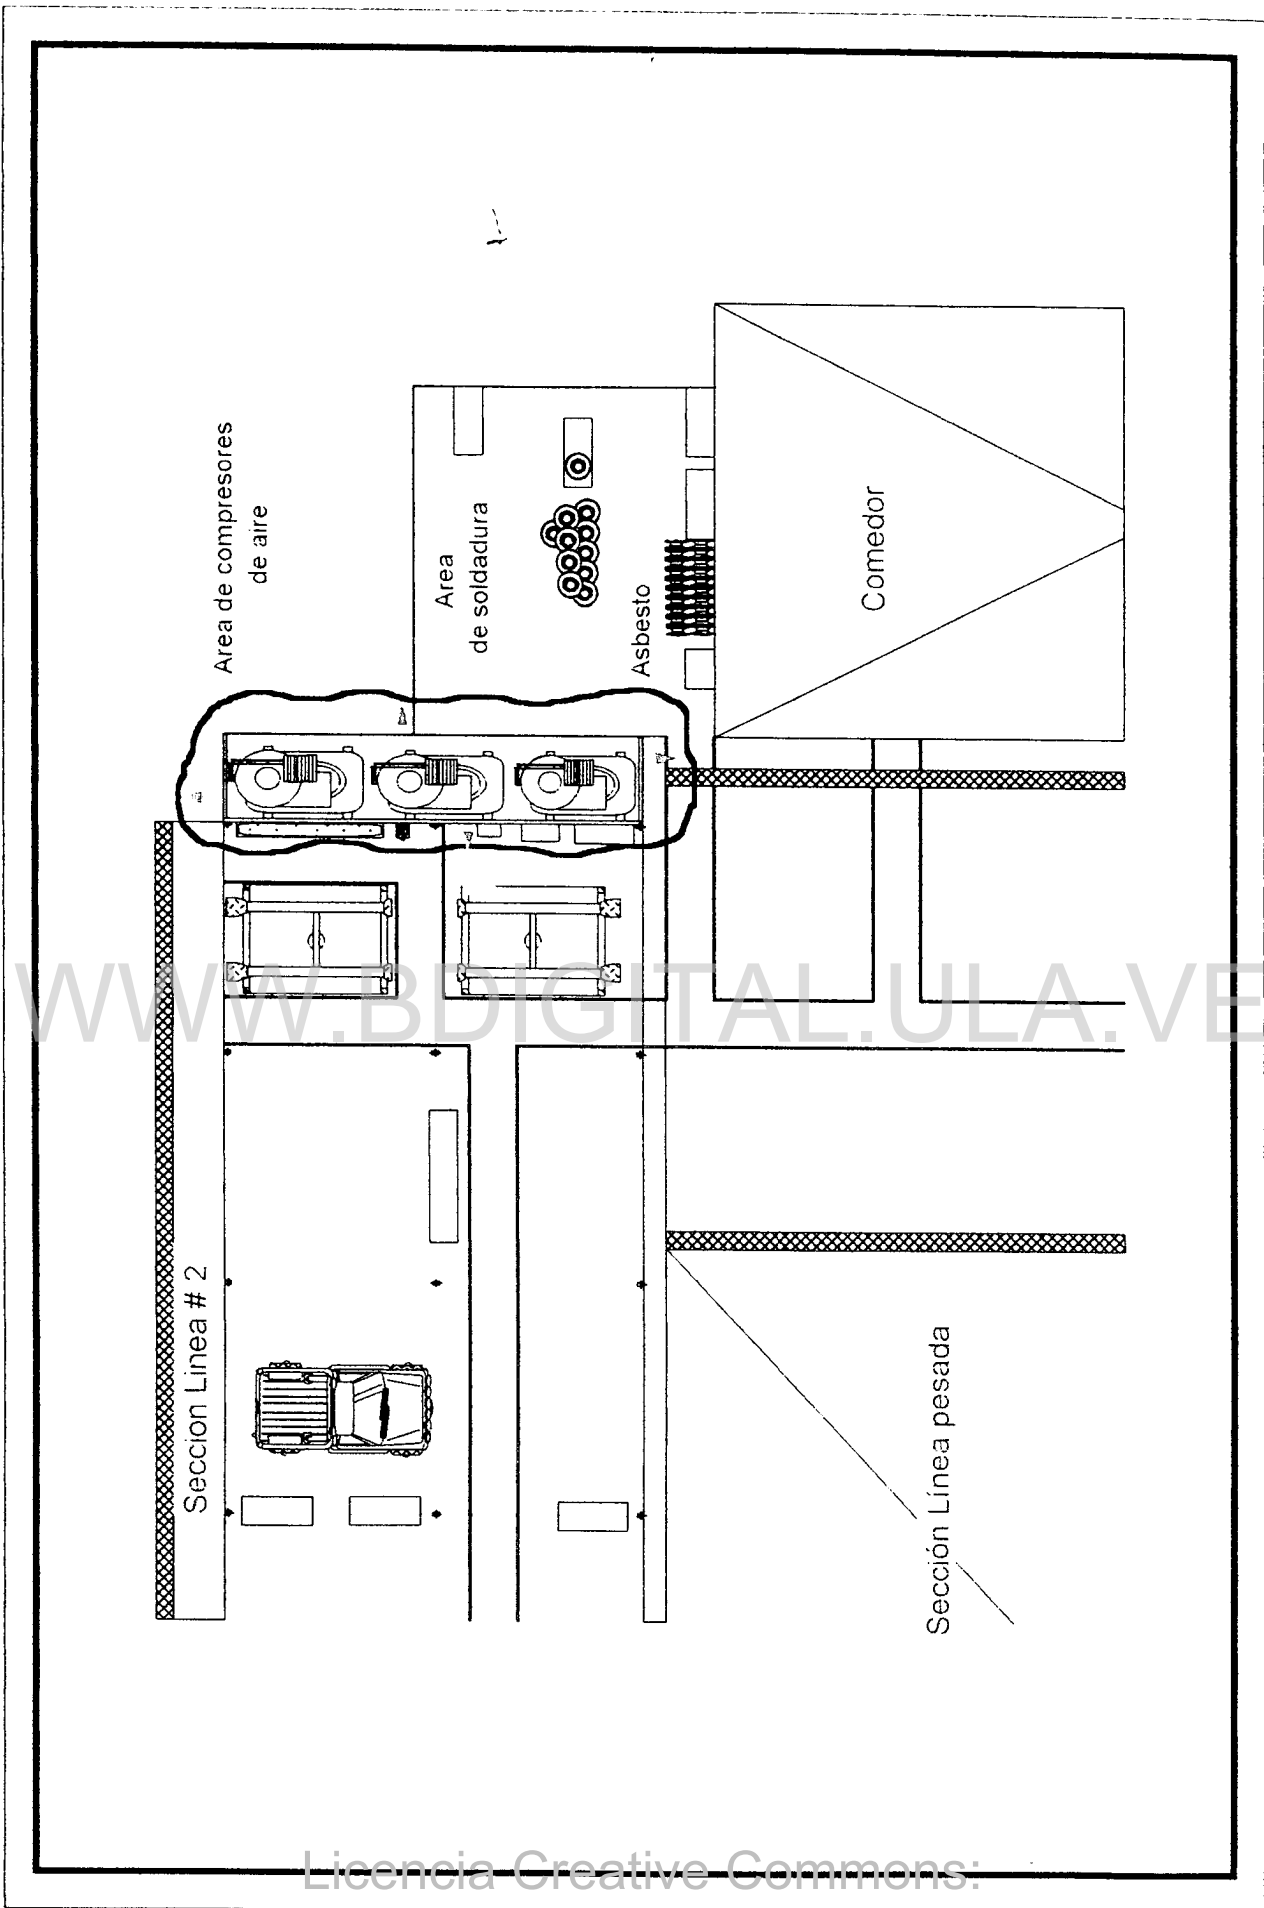 Area de compresores
de aire
Area
de soldadura
Asbesto
Comedor
Seccion Linea # 2
Sección Línea pesada
WWW.BDIGITAL.ULA.VE
Licencia Creative Commons: